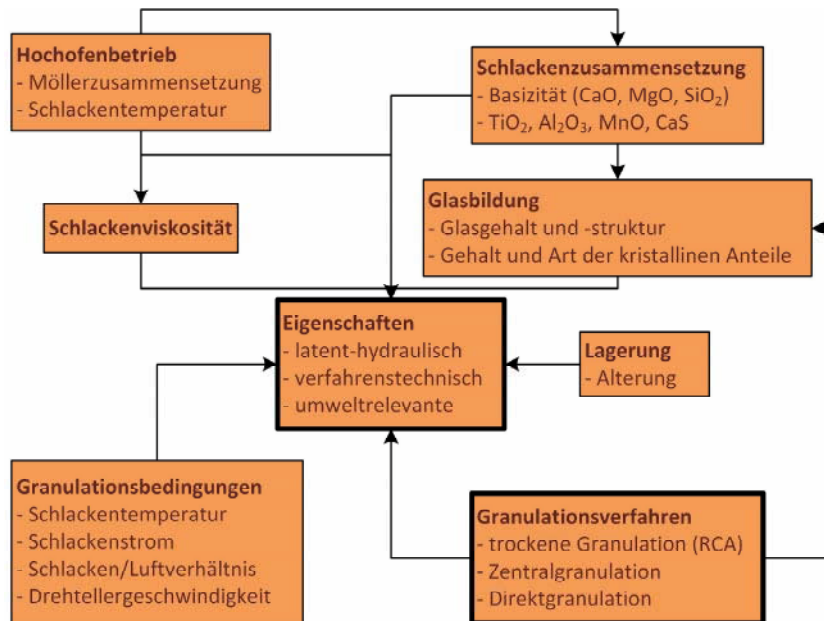 Hochofenbetrieb
- Möllerzusammensetzung
- Schlackentemperatur
Schlackenzusammensetzung
- Basizität (CaO, MgO, SiO₂)
- TiO₂, Al₂O₃, MnO, CaS
Schlackenviskosität
Glasbildung
- Glasgehalt und -struktur
- Gehalt und Art der kristallinen Anteile
Eigenschaften
- latent-hydraulisch
- verfahrenstechnisch
- umweltrelevante
Lagerung
- Alterung
Granulationsbedingungen
- Schlackentemperatur
- Schlackenstrom
- Schlacken/Luftverhältnis
- Drehtellergeschwindigkeit
Granulationsverfahren
- trockene Granulation (RCA)
- Zentralgranulation
- Direktgranulation